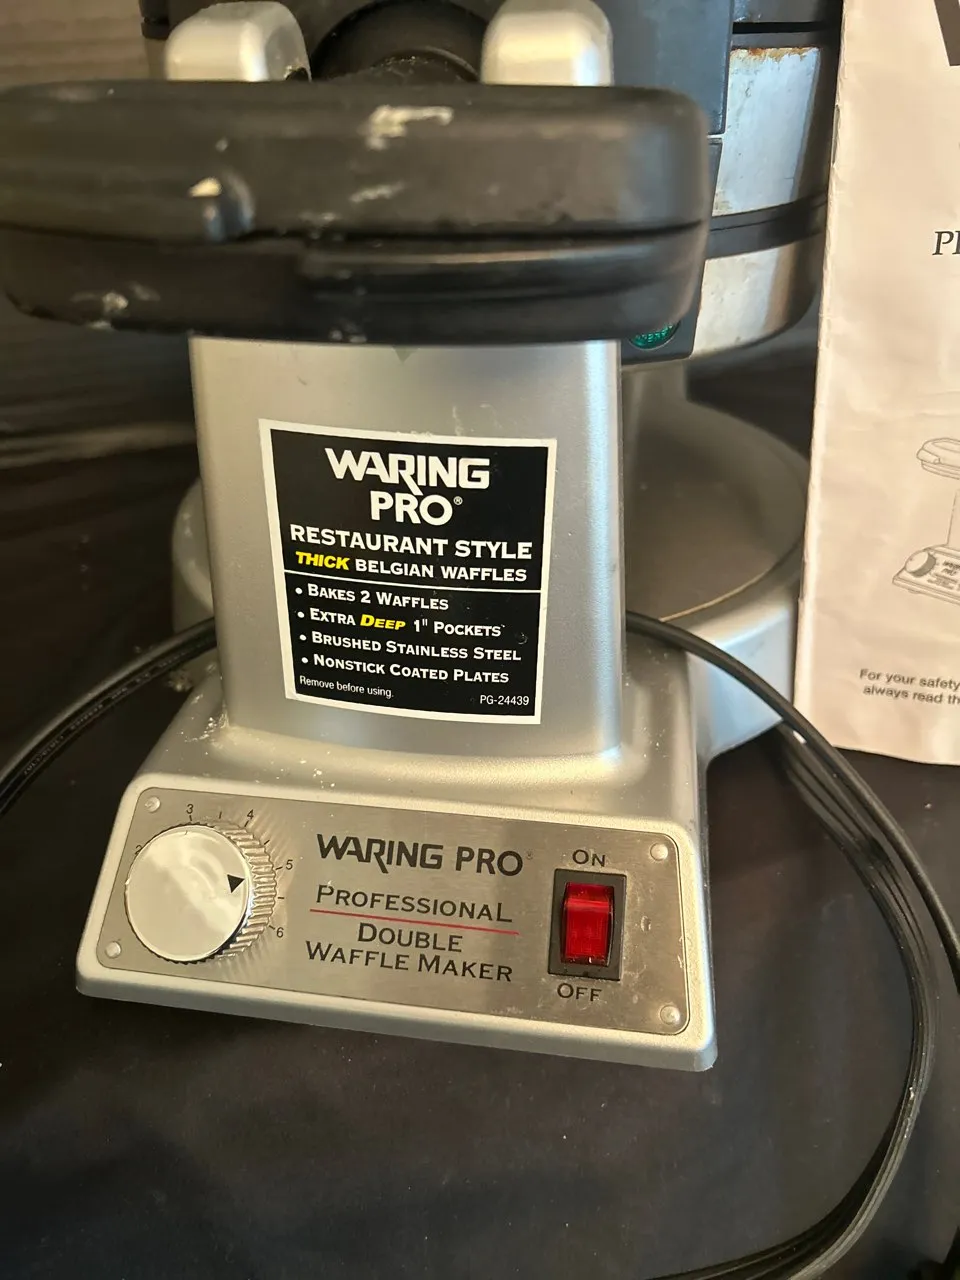 WARING
PRO®
RESTAURANT STYLE
THICK BELGIAN WAFFLES
• BAKES 2 WAFFLES
• EXTRA DEEP 1" POCKETS
• BRUSHED STAINLESS STEEL
• NONSTICK COATED PLATES
Remove before using.
PG-24439
2
3
4
5
6
WARING PRO
PROFESSIONAL
DOUBLE
WAFFLE MAKER
ON
OFF
For your safety
always read